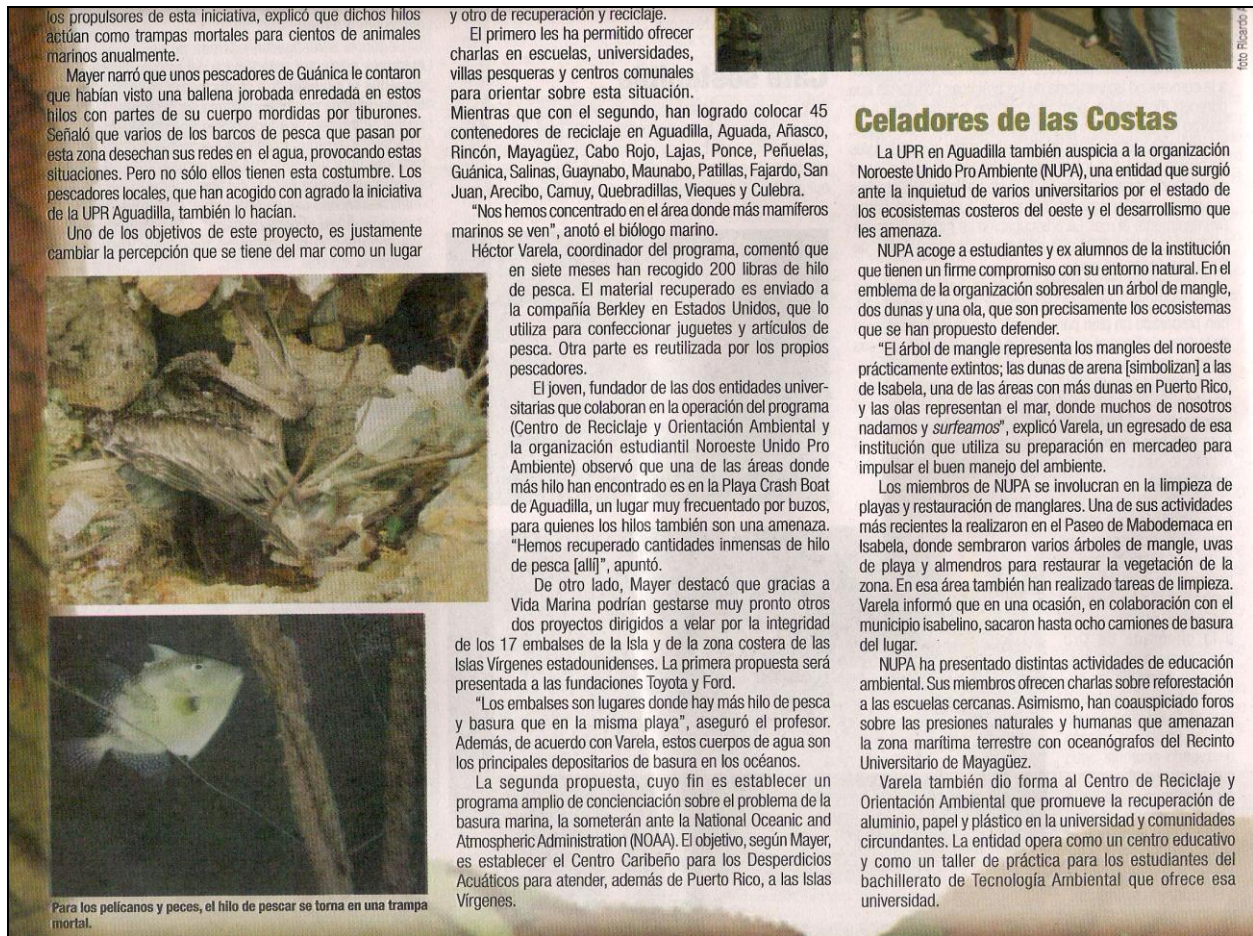 los propulsores de esta iniciativa, explicó que dichos hilos
actúan como trampas mortales para cientos de animales
marinos anualmente.
Mayer narró que unos pescadores de Guánica le contaron
que habían visto una ballena jorobada enredada en estos
hilos con partes de su cuerpo mordidas por tiburones.
Señaló que varios de los barcos de pesca que pasan por
esta zona desechan sus redes en el agua, provocando estas
situaciones. Pero no sólo ellos tienen esta costumbre. Los
pescadores locales, que han acogido con agrado la iniciativa
de la UPR Aguadilla, también lo hacían.
Uno de los objetivos de este proyecto, es justamente
cambiar la percepción que se tiene del mar como un lugar
Para los pelícanos y peces, el hilo de pescar se torna en una trampa
mortal.
y otro de recuperación y reciclaje.
El primero les ha permitido ofrecer
charlas en escuelas, universidades,
villas pesqueras y centros comunales
para orientar sobre esta situación.
Mientras que con el segundo, han logrado colocar 45
contenedores de reciclaje en Aguadilla, Aguada, Añasco,
Rincón, Mayagüez, Cabo Rojo, Lajas, Ponce, Peñuelas,
Guánica, Salinas, Guaynabo, Maunabo, Patillas, Fajardo, San
Juan, Arecibo, Camuy, Quebradillas, Vieques y Culebra.
"Nos hemos concentrado en el área donde más mamíferos
marinos se ven", anotó el biólogo marino.
Héctor Varela, coordinador del programa, comentó que
en siete meses han recogido 200 libras de hilo
de pesca. El material recuperado es enviado a
la compañía Berkley en Estados Unidos, que lo
utiliza para confeccionar juguetes y artículos de
pesca. Otra parte es reutilizada por los propios
pescadores.
El joven, fundador de las dos entidades univer-
sitarias que colaboran en la operación del programa
(Centro de Reciclaje y Orientación Ambiental y
la organización estudiantil Noroeste Unido Pro
Ambiente) observó que una de las áreas donde
más hilo han encontrado es en la Playa Crash Boat
de Aguadilla, un lugar muy frecuentado por buzos,
para quienes los hilos también son una amenaza.
"Hemos recuperado cantidades inmensas de hilo
de pesca [allí]", apuntó.
De otro lado, Mayer destacó que gracias a
Vida Marina podrían gestarse muy pronto otros
dos proyectos dirigidos a velar por la integridad
de los 17 embalses de la Isla y de la zona costera de las
Islas Vírgenes estadounidenses. La primera propuesta será
presentada a las fundaciones Toyota y Ford.
"Los embalses son lugares donde hay más hilo de pesca
y basura que en la misma playa", aseguró el profesor.
Además, de acuerdo con Varela, estos cuerpos de agua son
los principales depositarios de basura en los océanos.
La segunda propuesta, cuyo fin es establecer un
programa amplio de concienciación sobre el problema de la
basura marina, la someterán ante la National Oceanic and
Atmospheric Administration (NOAA). El objetivo, según Mayer,
es establecer el Centro Caribeño para los Desperdicios
Acuáticos para atender, además de Puerto Rico, a las Islas
Vírgenes.
foto Ricardo
Celadores de las Costas
La UPR en Aguadilla también auspicia a la organización
Noroeste Unido Pro Ambiente (NUPA), una entidad que surgió
ante la inquietud de varios universitarios por el estado de
los ecosistemas costeros del oeste y el desarrollismo que
les amenaza.
NUPA acoge a estudiantes y ex alumnos de la institución
que tienen un firme compromiso con su entorno natural. En el
emblema de la organización sobresalen un árbol de mangle,
dos dunas y una ola, que son precisamente los ecosistemas
que se han propuesto defender.
"El árbol de mangle representa los mangles del noroeste
prácticamente extintos; las dunas de arena [simbolizan] a las
de Isabela, una de las áreas con más dunas en Puerto Rico,
y las olas representan el mar, donde muchos de nosotros
nadamos y surfeamos", explicó Varela, un egresado de esa
institución que utiliza su preparación en mercadeo para
impulsar el buen manejo del ambiente.
Los miembros de NUPA se involucran en la limpieza de
playas y restauración de manglares. Una de sus actividades
más recientes la realizaron en el Paseo de Mabodemaca en
Isabela, donde sembraron varios árboles de mangle, uvas
de playa y almendros para restaurar la vegetación de la
zona. En esa área también han realizado tareas de limpieza.
Varela informó que en una ocasión, en colaboración con el
municipio isabelino, sacaron hasta ocho camiones de basura
del lugar.
NUPA ha presentado distintas actividades de educación
ambiental. Sus miembros ofrecen charlas sobre reforestación
a las escuelas cercanas. Asimismo, han coauspiciado foros
sobre las presiones naturales y humanas que amenazan
la zona marítima terrestre con oceanógrafos del Recinto
Universitario de Mayagüez.
Varela también dio forma al Centro de Reciclaje y
Orientación Ambiental que promueve la recuperación de
aluminio, papel y plástico en la universidad y comunidades
circundantes. La entidad opera como un centro educativo
y como un taller de práctica para los estudiantes del
bachillerato de Tecnología Ambiental que ofrece esa
universidad.